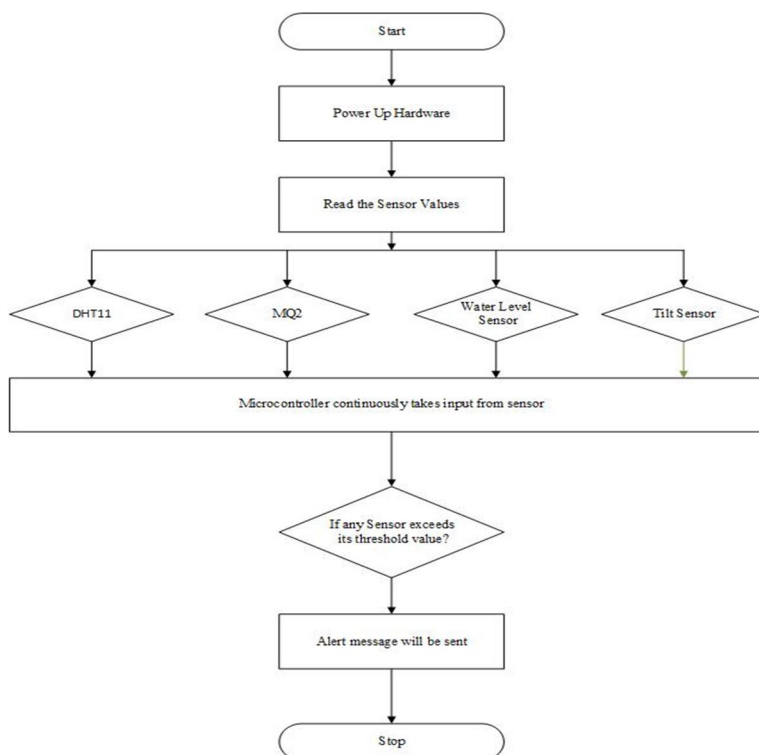 Start
Power Up Hardware
Read the Sensor Values
DHT11
MQ2
Water Level
Sensor
Tilt Sensor
Microcontroller continuously takes input from sensor
If any Sensor exceeds
its threshold value?
Alert message will be sent
Stop